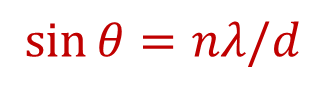 sin θ = nλ/d